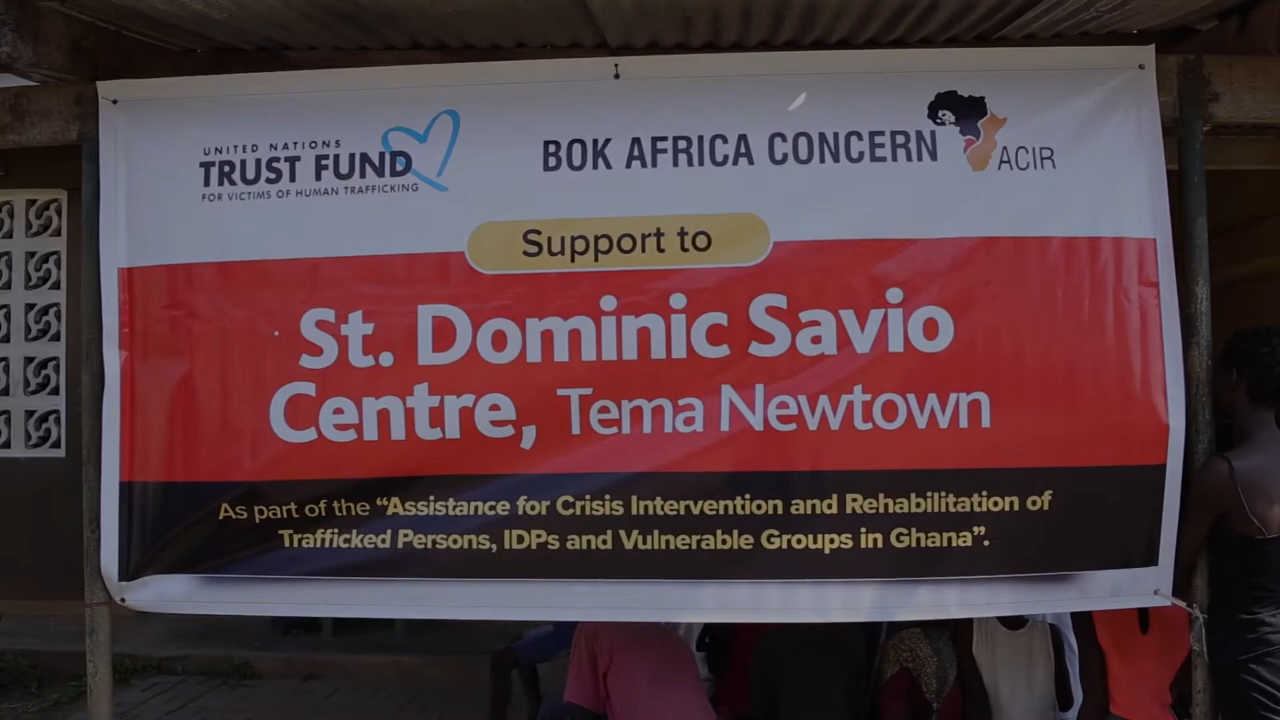 UNITED NATIONS
TRUST FUND
FOR VICTIMS OF HUMAN TRAFFICKING
BOK AFRICA CONCERN
ACIR
Support to
St. Dominic Savio
Centre, Tema Newtown
As part of the “Assistance for Crisis Intervention and Rehabilitation of
Trafficked Persons, IDPs and Vulnerable Groups in Ghana”.